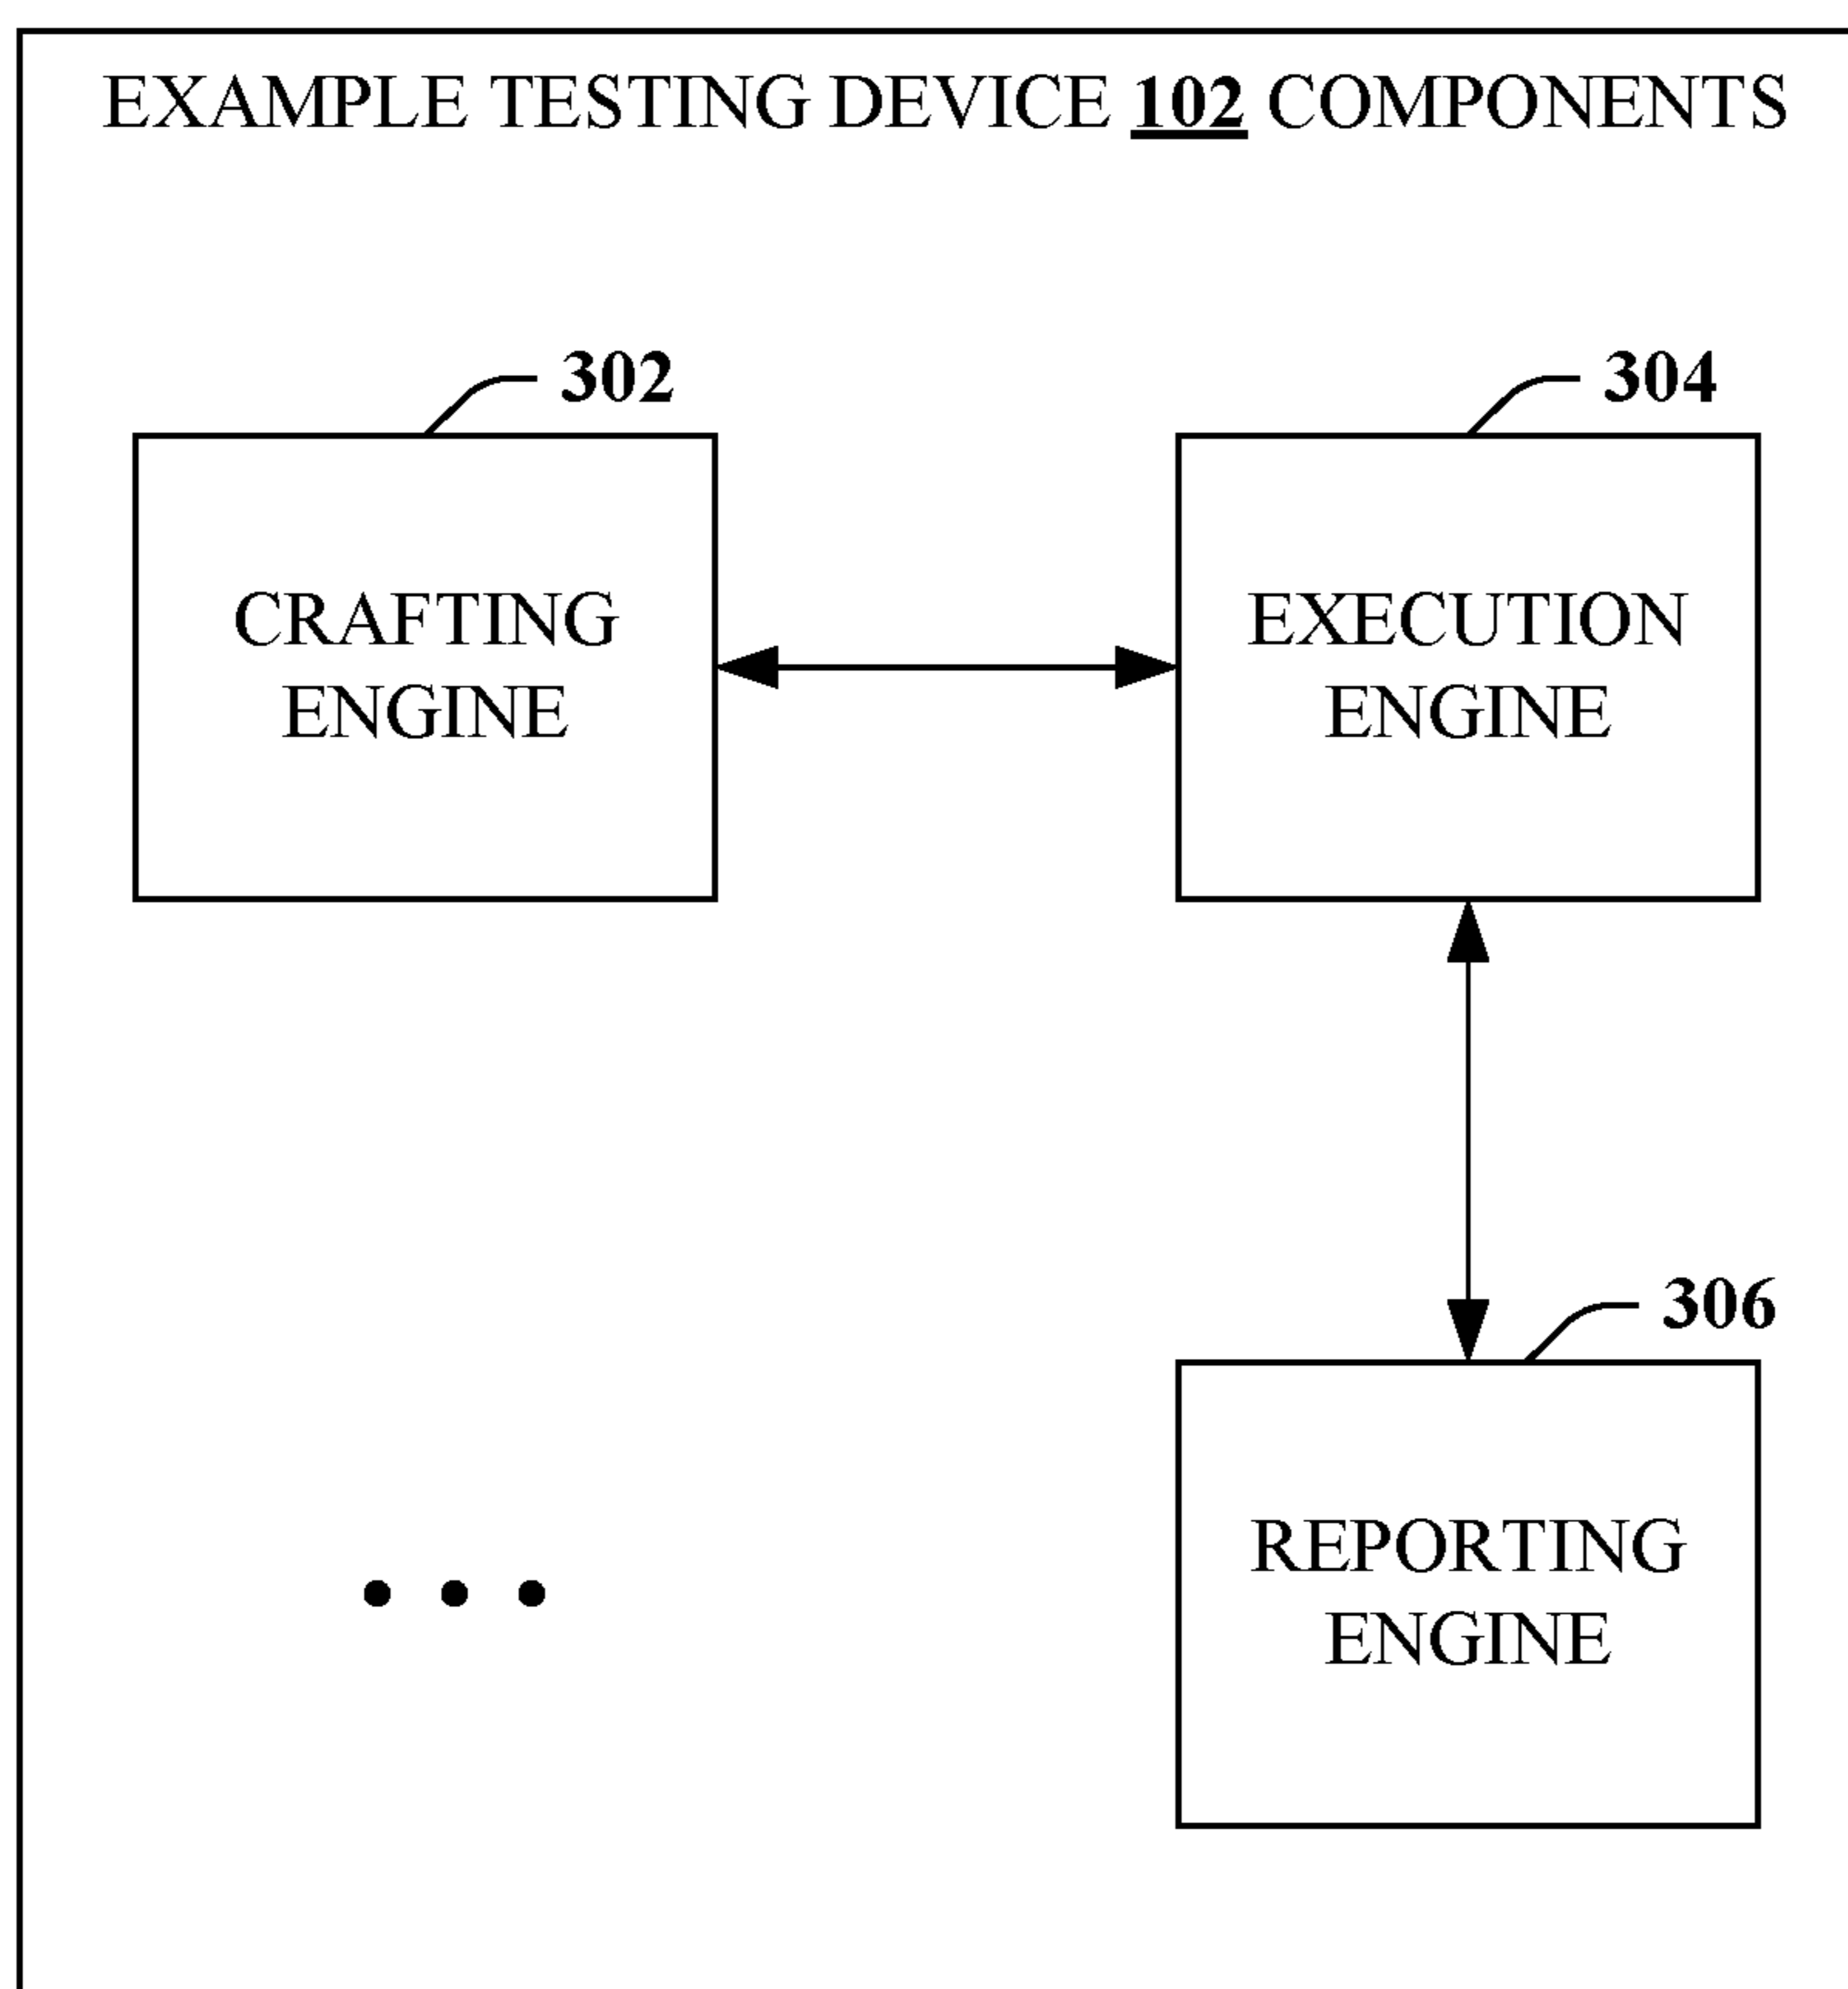 EXAMPLE TESTING DEVICE 102 COMPONENTS
302
304
CRAFTING
ENGINE
EXECUTION
ENGINE
306
REPORTING
ENGINE